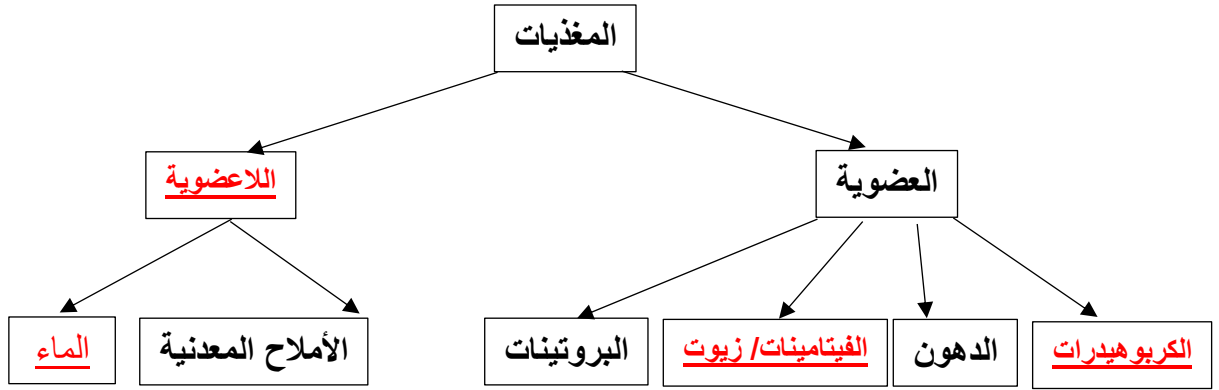 المغذيات
العضوية
اللاعضوية
الكربوهيدرات
الدهون
الفيتامينات/ زيوت
البروتينات
الأملاح المعدنية
الماء